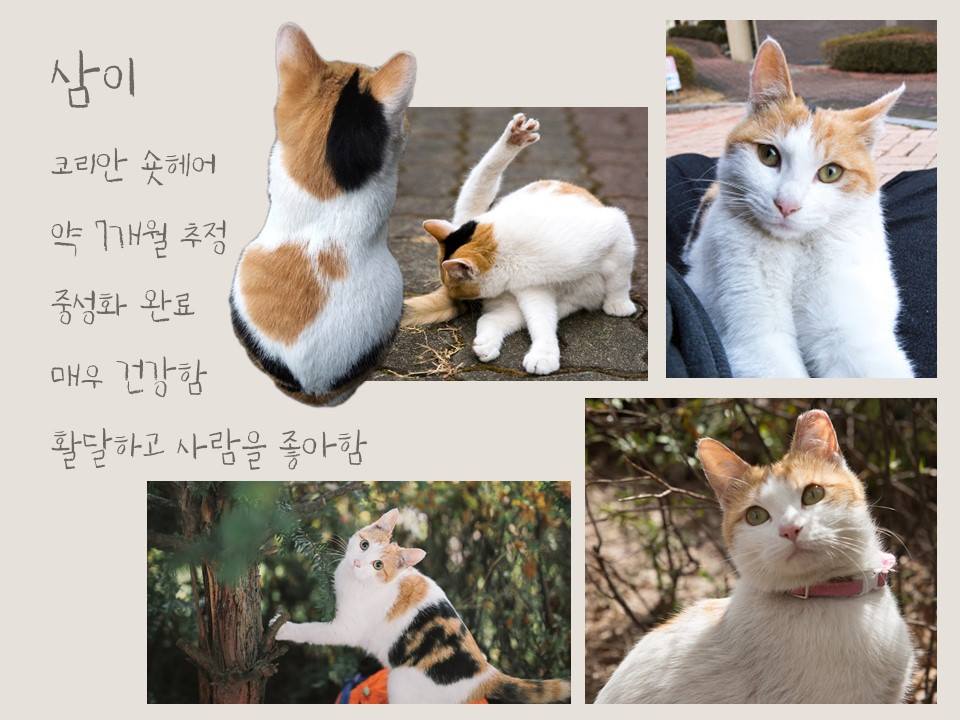 삼이
코리안 숏헤어
약 7개월 추정
중성화 완료
매우 건강함
활달하고 사람을 좋아함